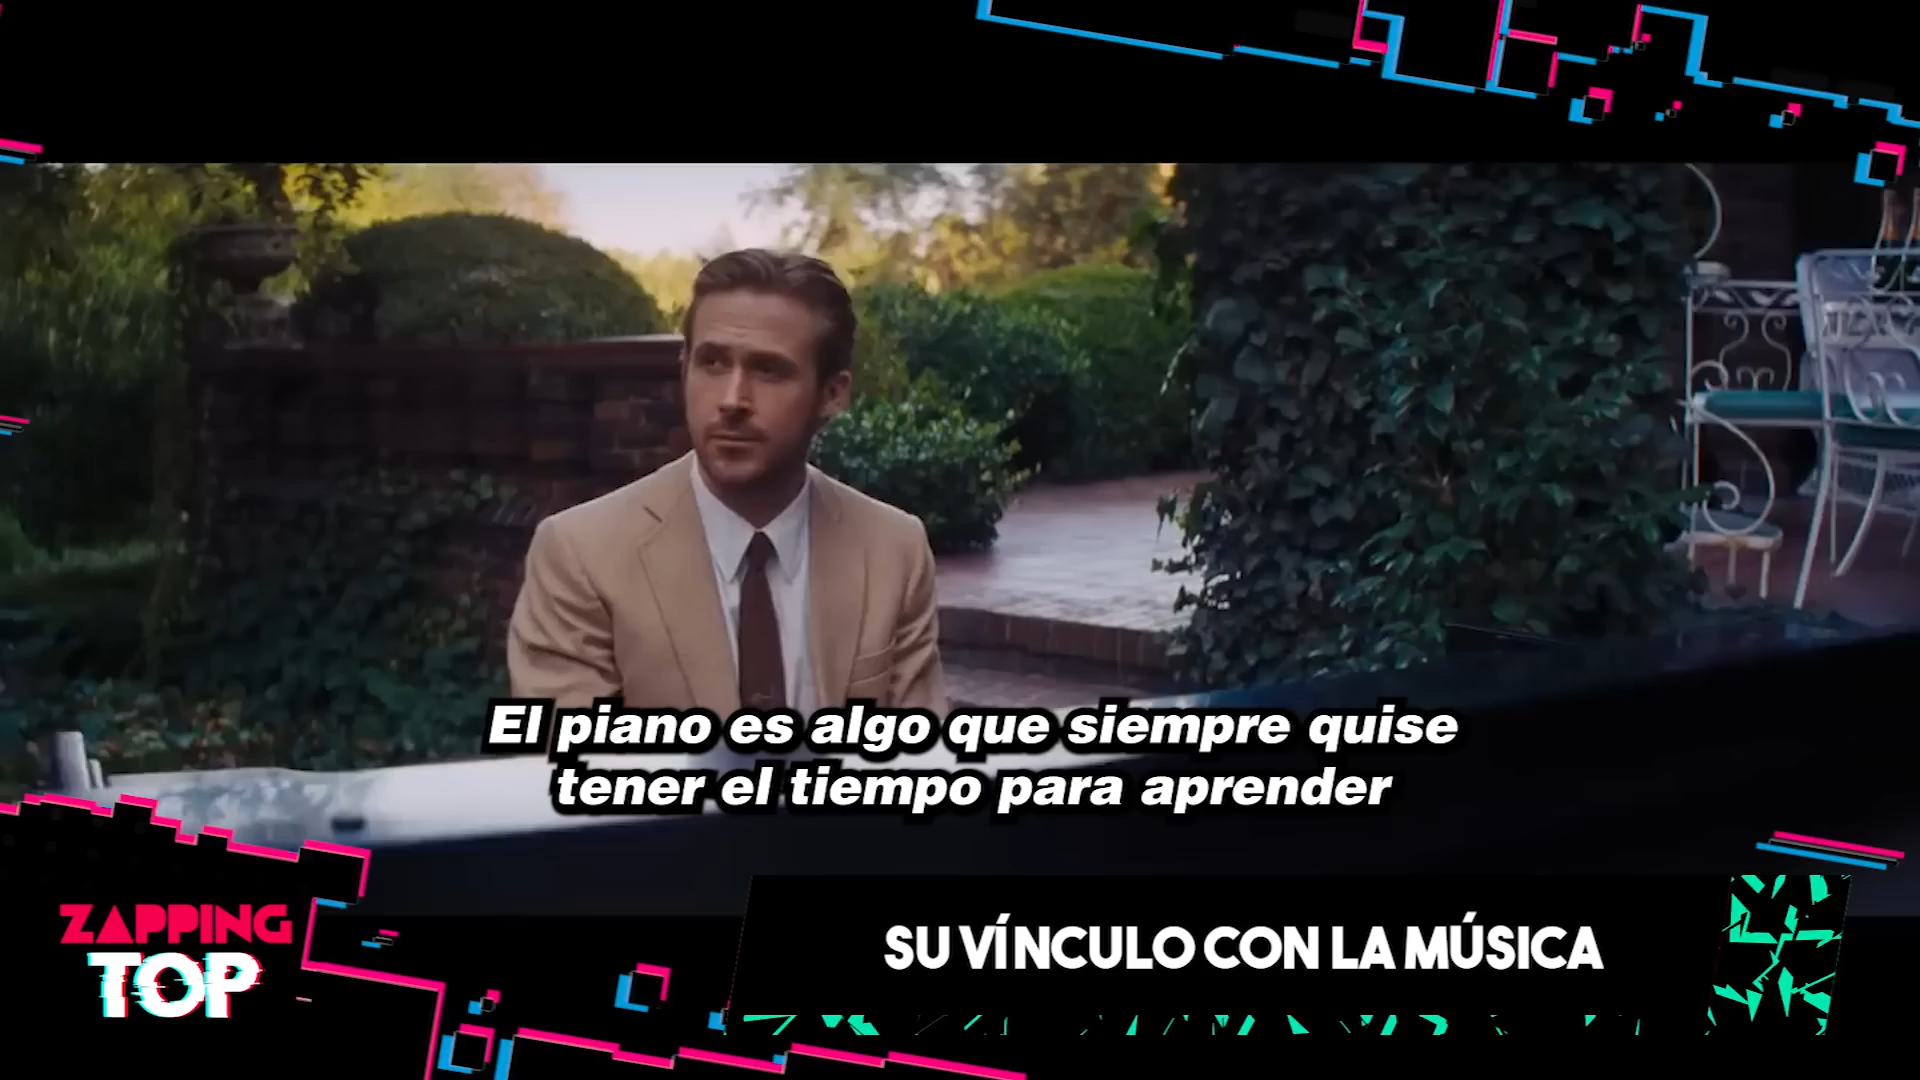 El piano es algo que siempre quise
tener el tiempo para aprender
ZAPPING
TOP
SU VÍNCULO CON LA MÚSICA